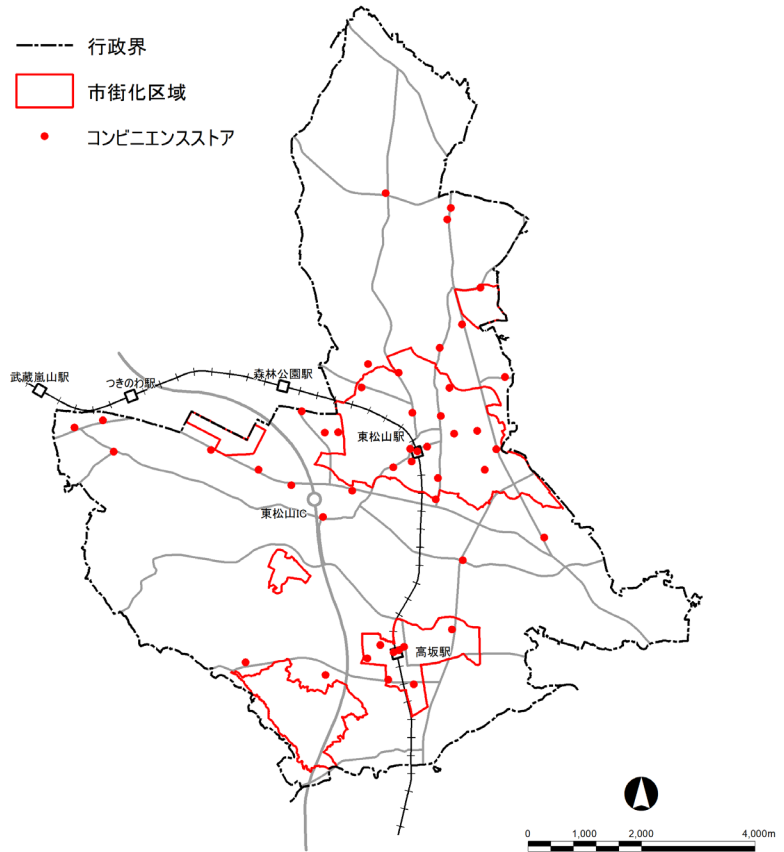 行政界
市街化区域
コンビニエンスストア
武蔵嵐山駅
つきのわ駅
森林公園駅
東松山駅
東松山IC
高坂駅
0 1,000 2,000 4,000m